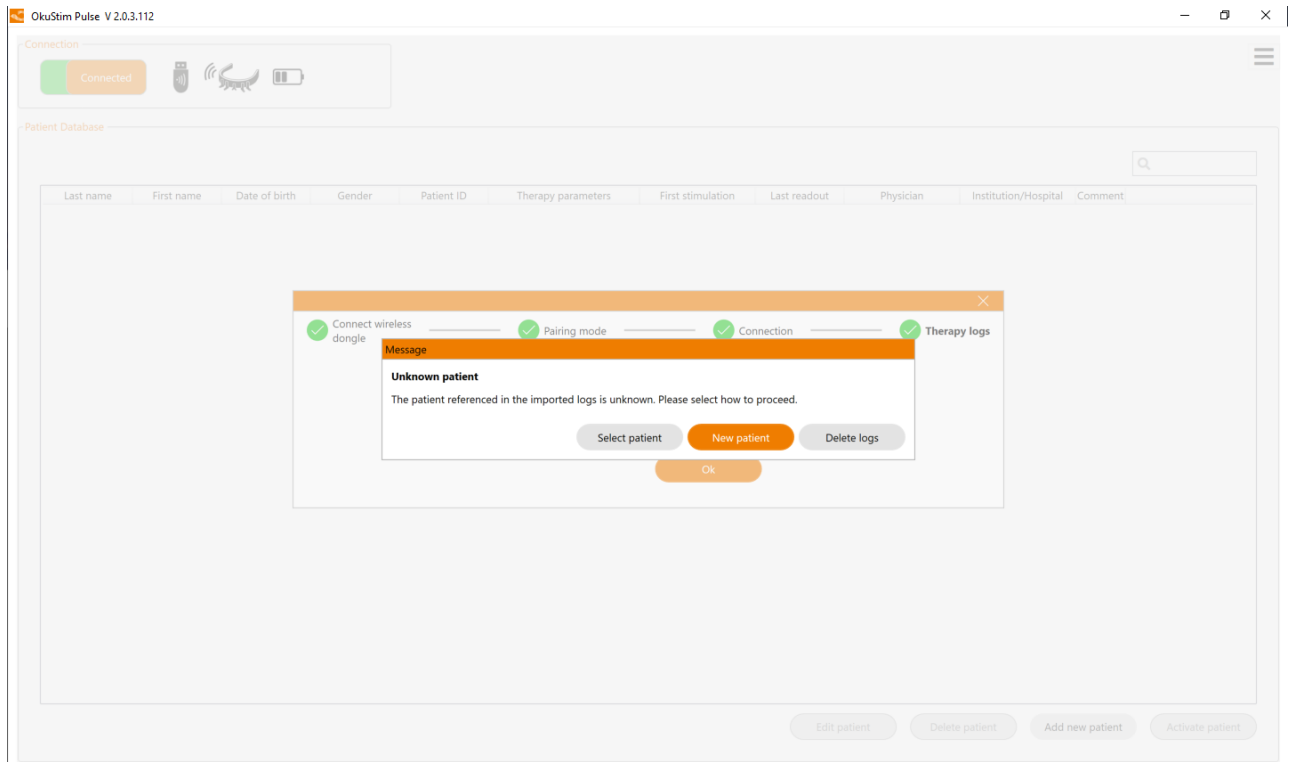 OkuStim Pulse V 2.0.3.112
Connection
Connected
Patient Database
Last name First name Date of birth Gender Patient ID Therapy parameters First stimulation Last readout Physician Institution/Hospital Comment
Connect wireless
dongle
Pairing mode
Connection
Therapy logs
Message
Unknown patient
The patient referenced in the imported logs is unknown. Please select how to proceed.
Select patient New patient Delete logs
Ok
Edit patient Delete patient Add new patient Activate patient